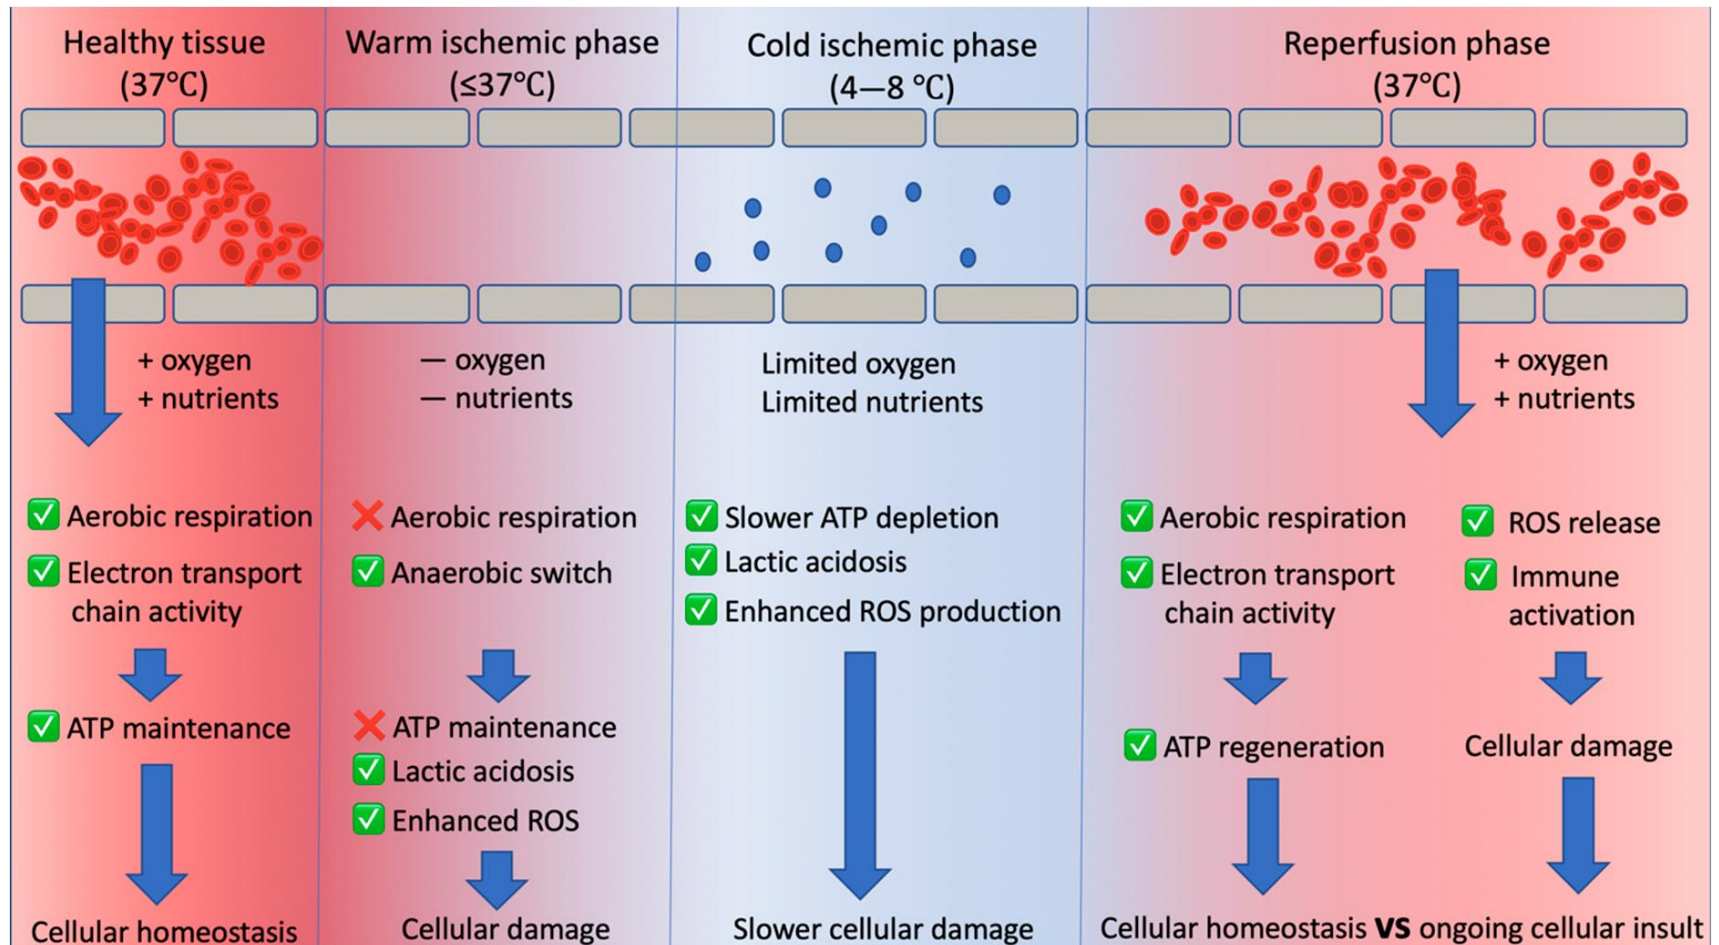 Healthy tissue
(37℃)
+ oxygen
+ nutrients
✅ Aerobic respiration
✅ Electron transport
chain activity
✅ ATP maintenance
Cellular homeostasis
Warm ischemic phase
(≤37℃)
— oxygen
— nutrients
❌ Aerobic respiration
✅ Anaerobic switch
❌ ATP maintenance
✅ Lactic acidosis
✅ Enhanced ROS
Cellular damage
Cold ischemic phase
(4—8 ℃)
Limited oxygen
Limited nutrients
✅ Slower ATP depletion
✅ Lactic acidosis
✅ Enhanced ROS production
Slower cellular damage
Reperfusion phase
(37℃)
+ oxygen
+ nutrients
✅ Aerobic respiration
✅ Electron transport
chain activity
✅ ATP regeneration
✅ ROS release
✅ Immune
activation
Cellular damage
Cellular homeostasis VS ongoing cellular insult